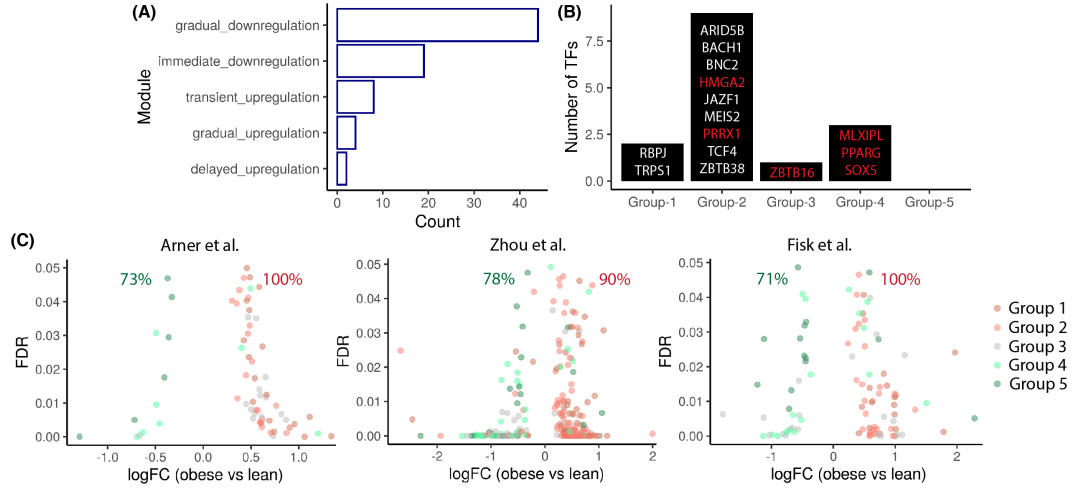 (A)
Module
gradual_downregulation
immediate_downregulation
transient_upregulation
gradual_upregulation
delayed_upregulation
0 10 20 30 40
Count
(B)
Number of TFs
7.5
5.0
2.5
0.0
RBPJ
TRPS1
ARID5B
BACH1
BNC2
HMGA2
JAZF1
MEIS2
PRRX1
TCF4
ZBTB38
ZBTB16
MLXIPL
PPARG
SOX5
Group-1 Group-2 Group-3 Group-4 Group-5
(C)
Arner et al.
73% 100%
FDR
0.05
0.04
0.03
0.02
0.01
0.00
-1.0 -0.5 0.0 0.5 1.0
logFC (obese vs lean)
Zhou et al.
78% 90%
FDR
0.05
0.04
0.03
0.02
0.01
0.00
-2 -1 0 1 2
logFC (obese vs lean)
Fisk et al.
71% 100%
FDR
0.05
0.04
0.03
0.02
0.01
0.00
-1 0 1 2
logFC (obese vs lean)
Group 1
Group 2
Group 3
Group 4
Group 5